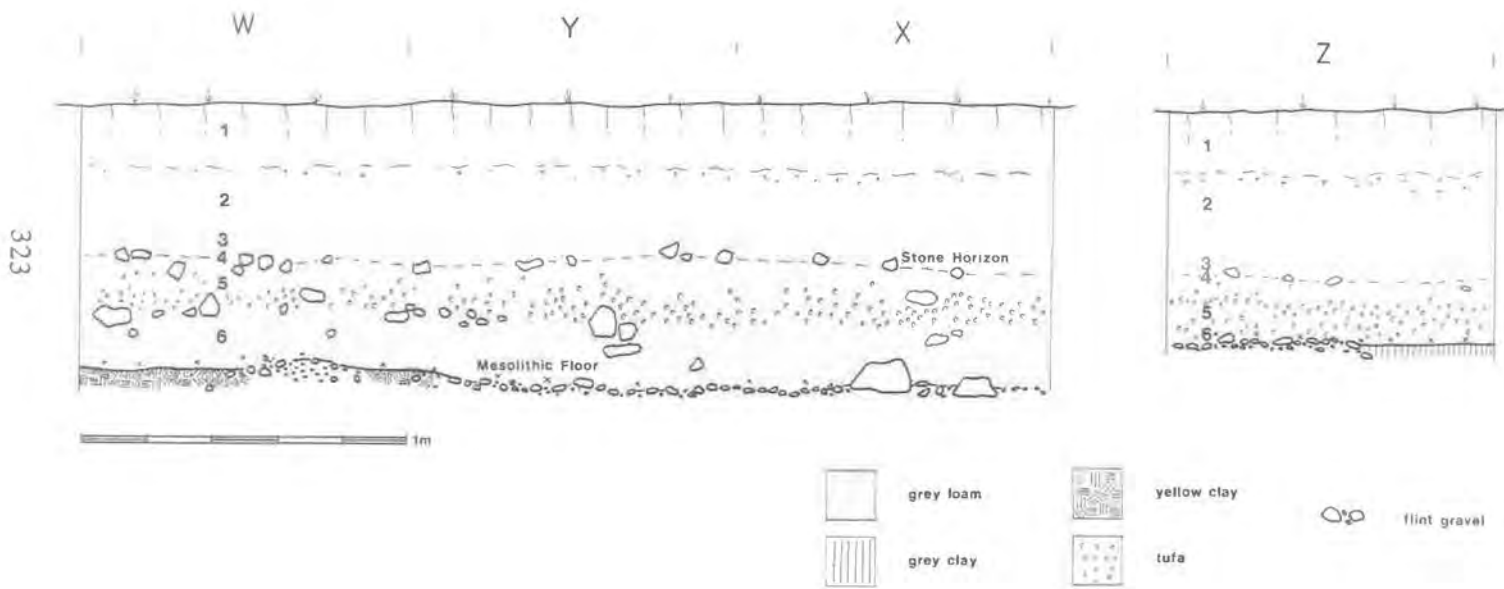 W Y X Z
1 1
2 2
3 3
4 4
Stone Horizon
5 5
6 6
Mesolithic Floor
323
1m
grey loam
yellow clay
flint gravel
grey clay
tufa